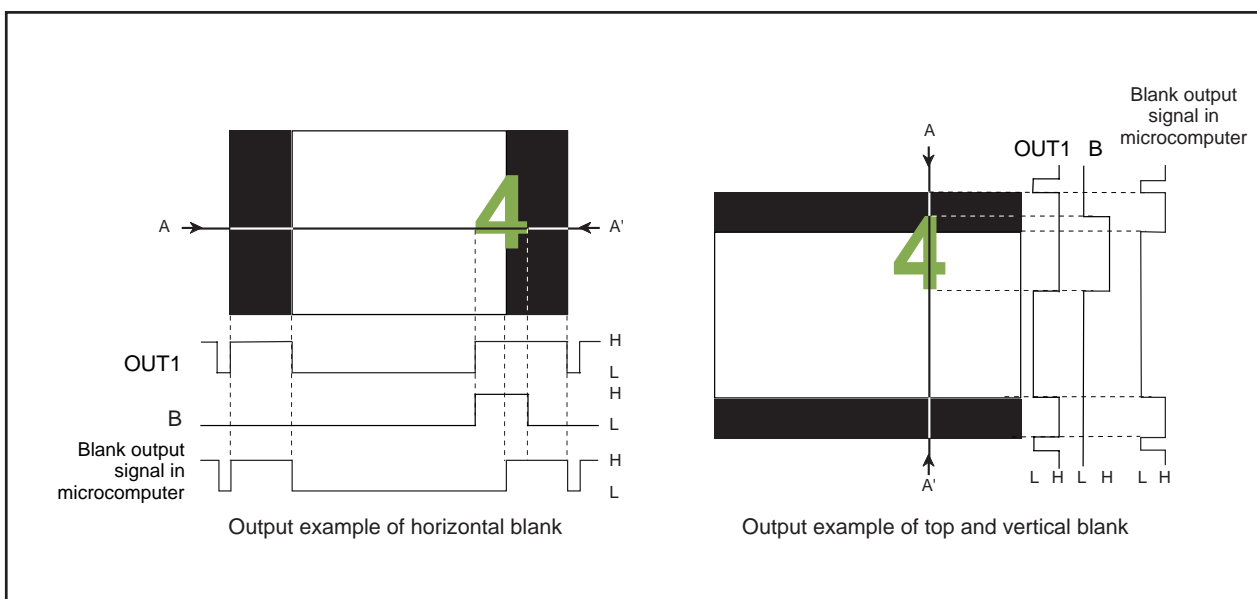 A
4
A'
OUT1
H
L
B
H
L
Blank output
signal in
microcomputer
H
L
Output example of horizontal blank
Blank output
signal in
microcomputer
OUT1
B
A
4
A'
L H L H L H
Output example of top and vertical blank